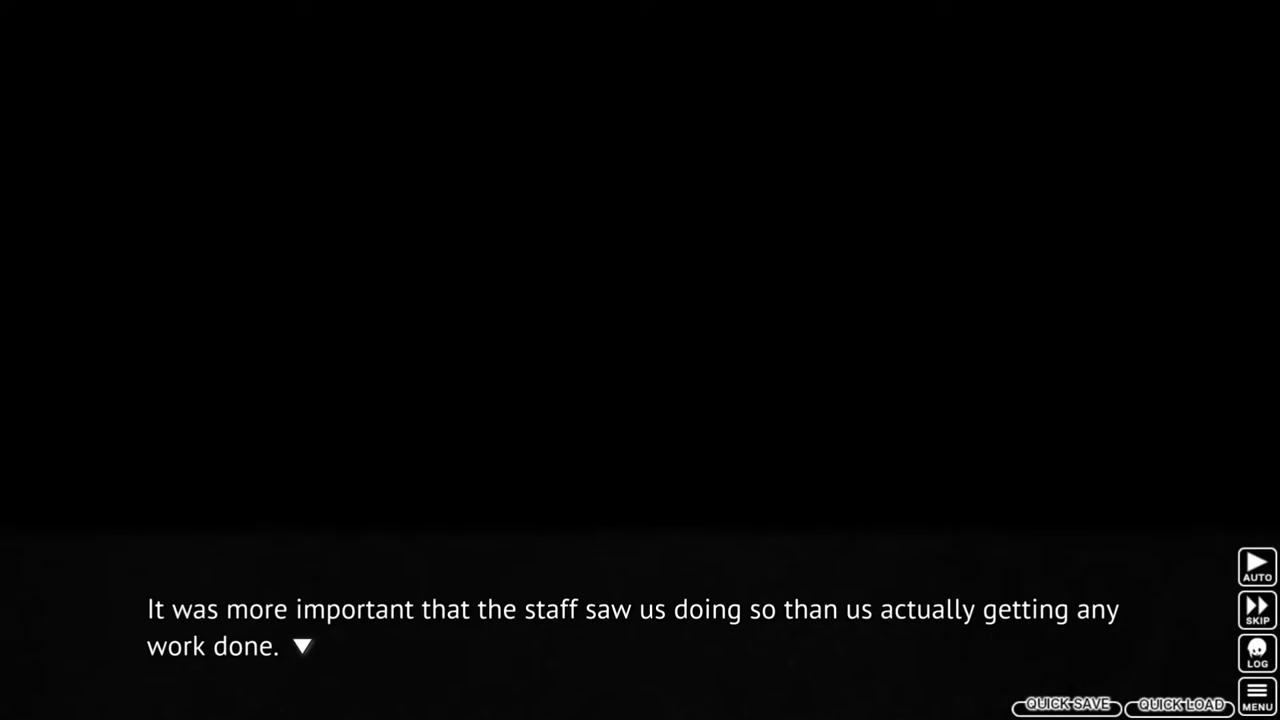 It was more important that the staff saw us doing so than us actually getting any
work done.
AUTO
SKIP
LOG
MENU
QUICK SAVE
QUICK LOAD